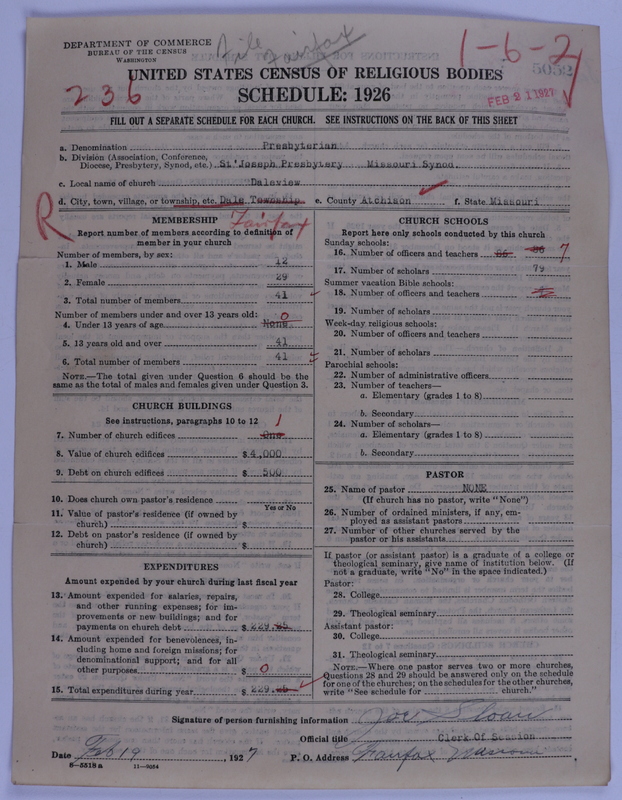 DEPARTMENT OF COMMERCE
BUREAU OF THE CENSUS
WASHINGTON
File Fairfax
1-6-2
5052
FEB 21 1927
236
UNITED STATES CENSUS OF RELIGIOUS BODIES
SCHEDULE: 1926
FILL OUT A SEPARATE SCHEDULE FOR EACH CHURCH. SEE INSTRUCTIONS ON THE BACK OF THIS SHEET
a. Denomination Presbyterian
b. Division (Association, Conference,
Diocese, Presbytery, Synod, etc.) St'Joseph Presbytery Missouri Synod
c. Local name of church Daleview
d. City, town, village, or township, etc. Dale Township e. County Atchison f. State Missouri
R
Fairfax
MEMBERSHIP
Report number of members according to definition of
member in your church
Number of members, by sex:
1. Male 12
2. Female 29
3. Total number of members 41
Number of members under and over 13 years old:
0
4. Under 13 years of age None
5. 13 years old and over 41
6. Total number of members 41
NOTE.—The total given under Question 6 should be the
same as the total of males and females given under Question 3.
CHURCH BUILDINGS
See instructions, paragraphs 10 to 12
7. Number of church edifices One 1
8. Value of church edifices $4,000
9. Debt on church edifices $ 500
10. Does church own pastor's residence
Yes or No
11. Value of pastor's residence (if owned by
church) $
12. Debt on pastor's residence (if owned by
church) $
EXPENDITURES
Amount expended by your church during last fiscal year
13. Amount expended for salaries, repairs,
and other running expenses; for im-
provements or new buildings; and for
payments on church debt $ 229.
14. Amount expended for benevolences, in-
cluding home and foreign missions; for
denominational support; and for all
other purposes $ 0
15. Total expenditures during year $ 229.
CHURCH SCHOOLS
Report here only schools conducted by this church
Sunday schools:
16. Number of officers and teachers 7
17. Number of scholars 79
Summer vacation Bible schools:
18. Number of officers and teachers
19. Number of scholars
Week-day religious schools:
20. Number of officers and teachers
21. Number of scholars
Parochial schools:
22. Number of administrative officers
23. Number of teachers—
a. Elementary (grades 1 to 8)
b. Secondary
24. Number of scholars—
a. Elementary (grades 1 to 8)
b. Secondary
PASTOR
25. Name of pastor NONE
(If church has no pastor, write "None")
26. Number of ordained ministers, if any, em-
ployed as assistant pastors
27. Number of other churches served by the
pastor or his assistants
If pastor (or assistant pastor) is a graduate of a college or
theological seminary, give name of institution below. (If
not a graduate, write "No" in the space indicated.)
Pastor:
28. College
29. Theological seminary
Assistant pastor:
30. College
31. Theological seminary
NOTE.—Where one pastor serves two or more churches,
Questions 28 and 29 should be answered only on the schedule
for one of the churches; on the schedules for the other churches,
write "See schedule for church."
Signature of person furnishing information Joe Sloan
Official title Clerk Of Session
Date Feb 19, 1927 P. O. Address Fairfax Missouri
8-5518a 11-9054